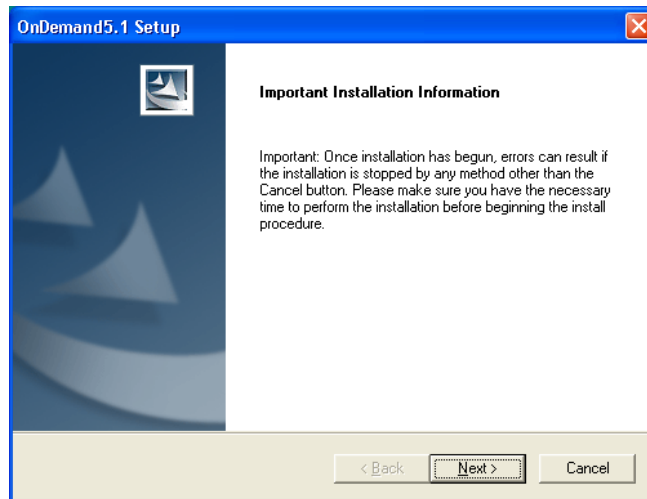 OnDemand5.1 Setup
Important Installation Information
Important: Once installation has begun, errors can result if
the installation is stopped by any method other than the
Cancel button. Please make sure you have the necessary
time to perform the installation before beginning the install
procedure.
< Back Next > Cancel